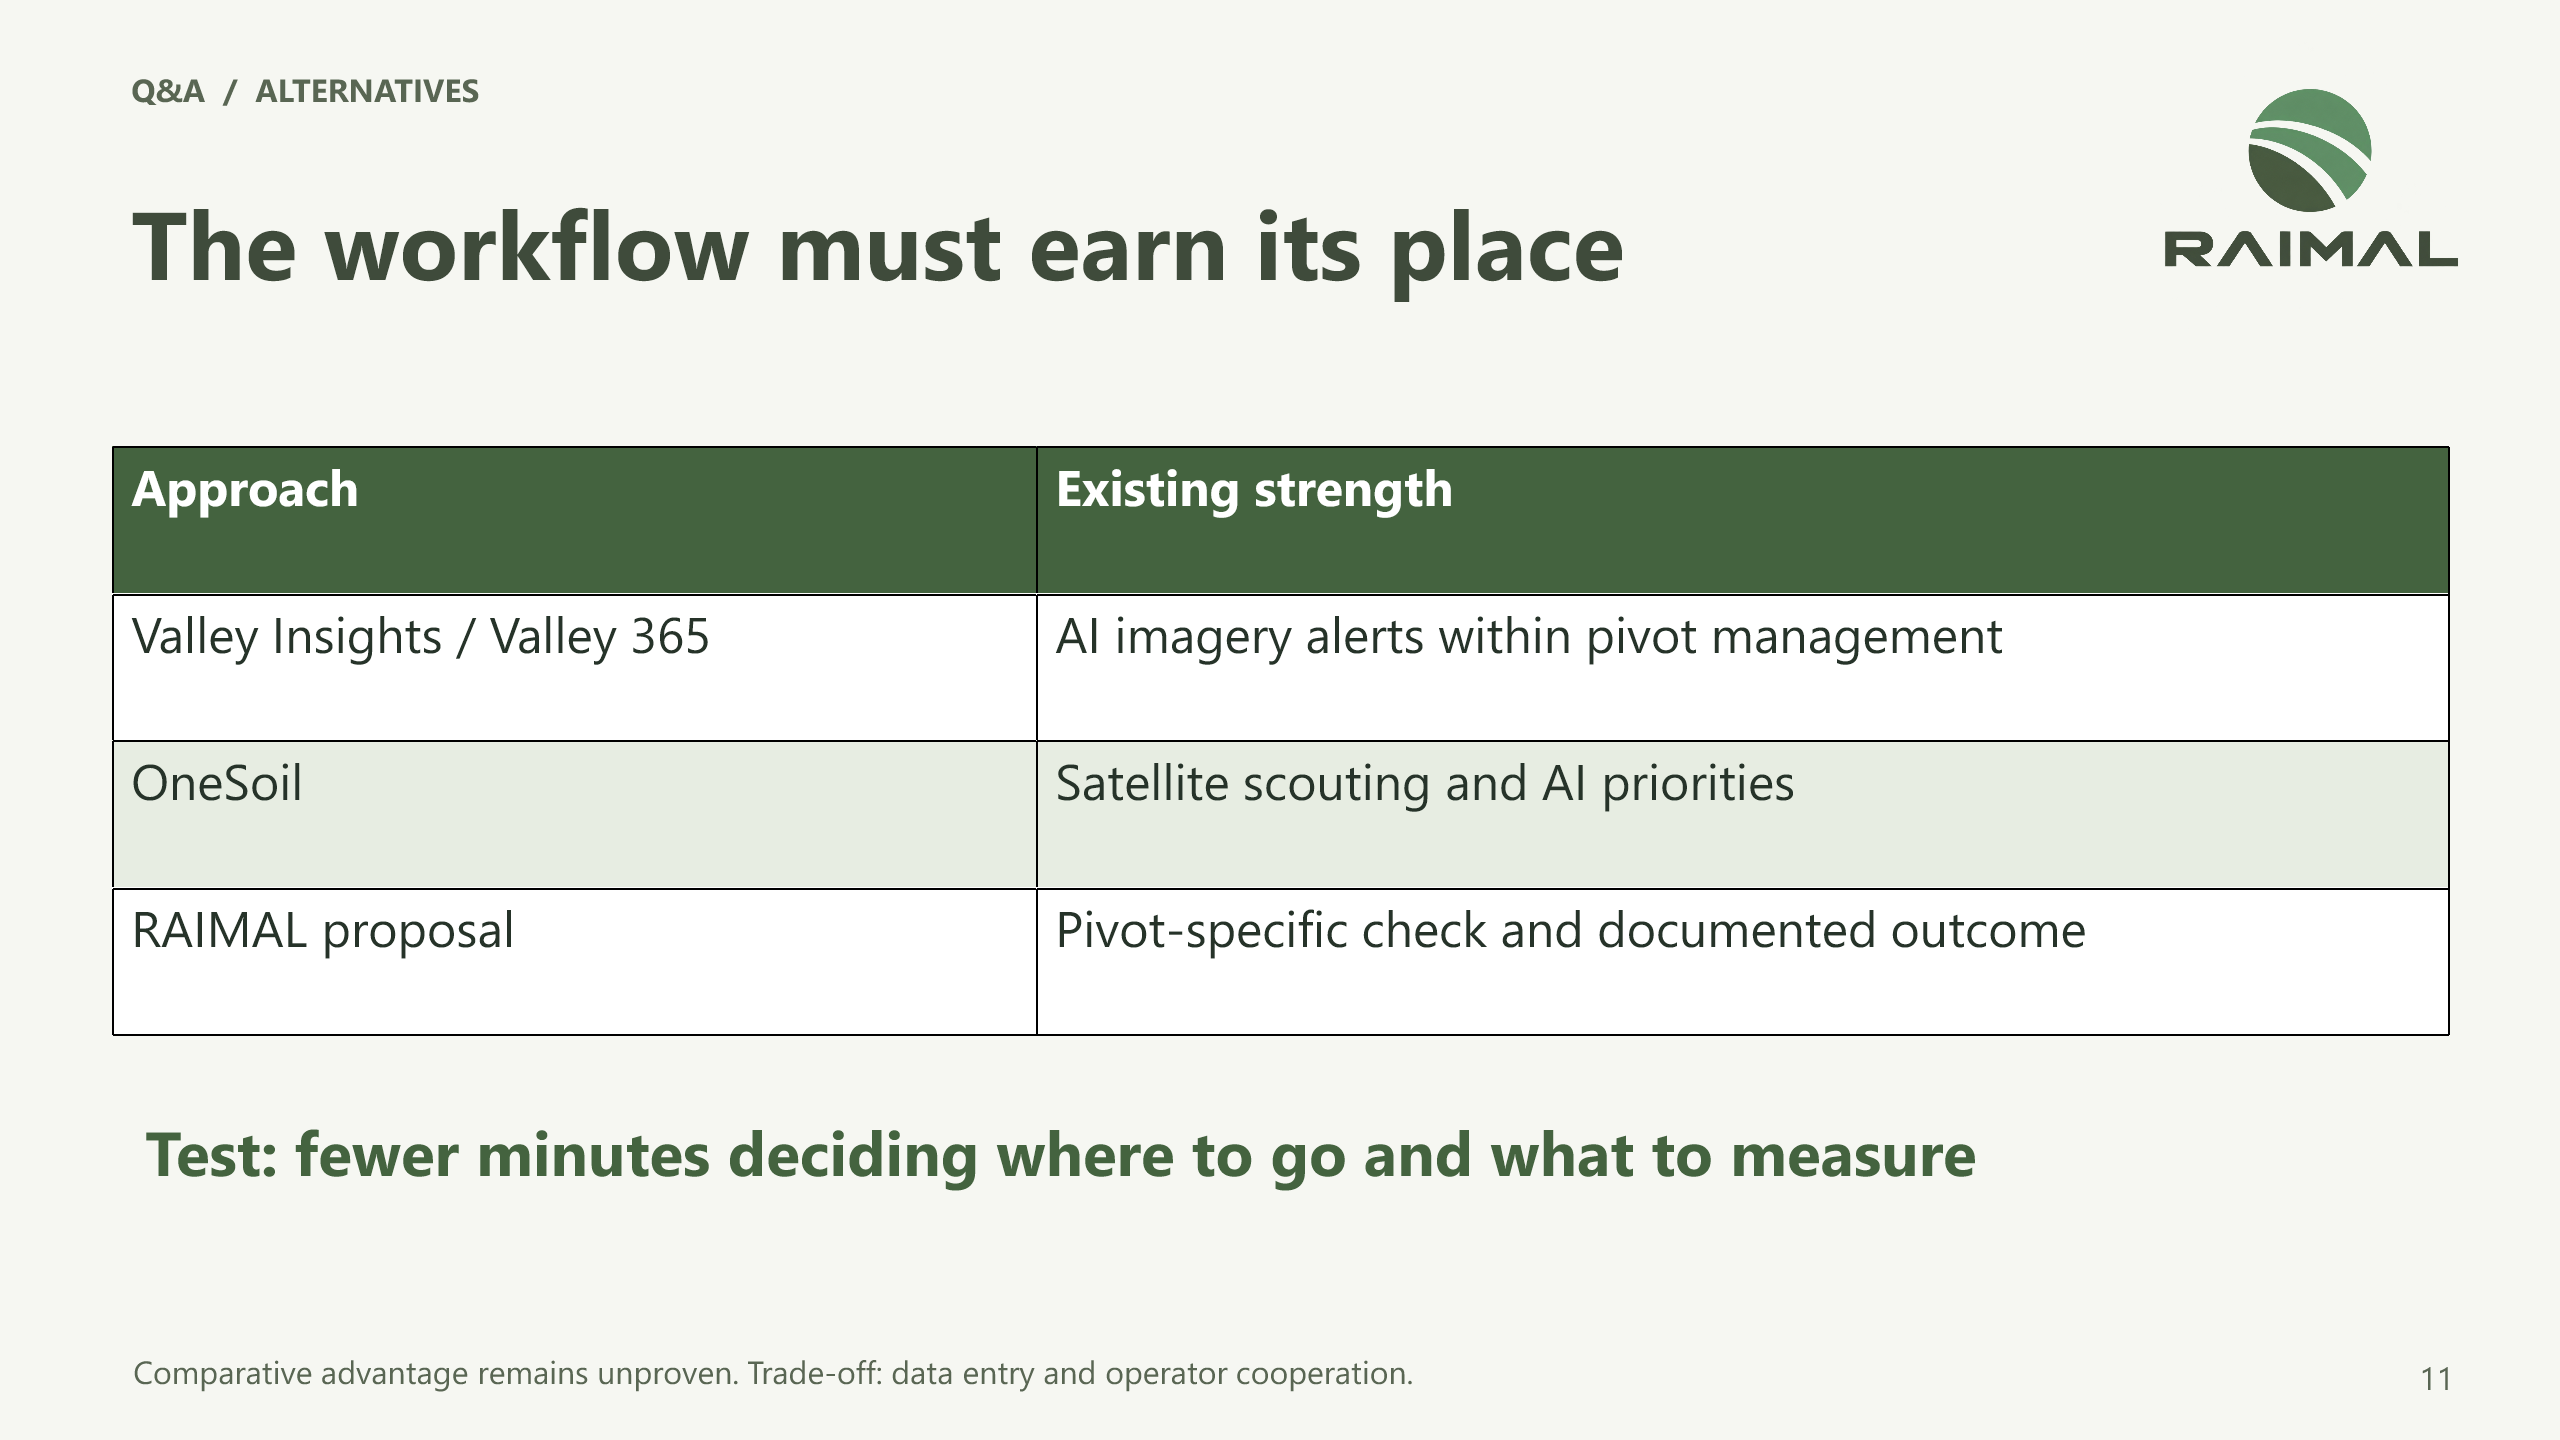 Q&A / ALTERNATIVES
RAIMAL
The workflow must earn its place
Approach
Existing strength
Valley Insights / Valley 365
AI imagery alerts within pivot management
OneSoil
Satellite scouting and AI priorities
RAIMAL proposal
Pivot-specific check and documented outcome
Test: fewer minutes deciding where to go and what to measure
Comparative advantage remains unproven. Trade-off: data entry and operator cooperation.
11